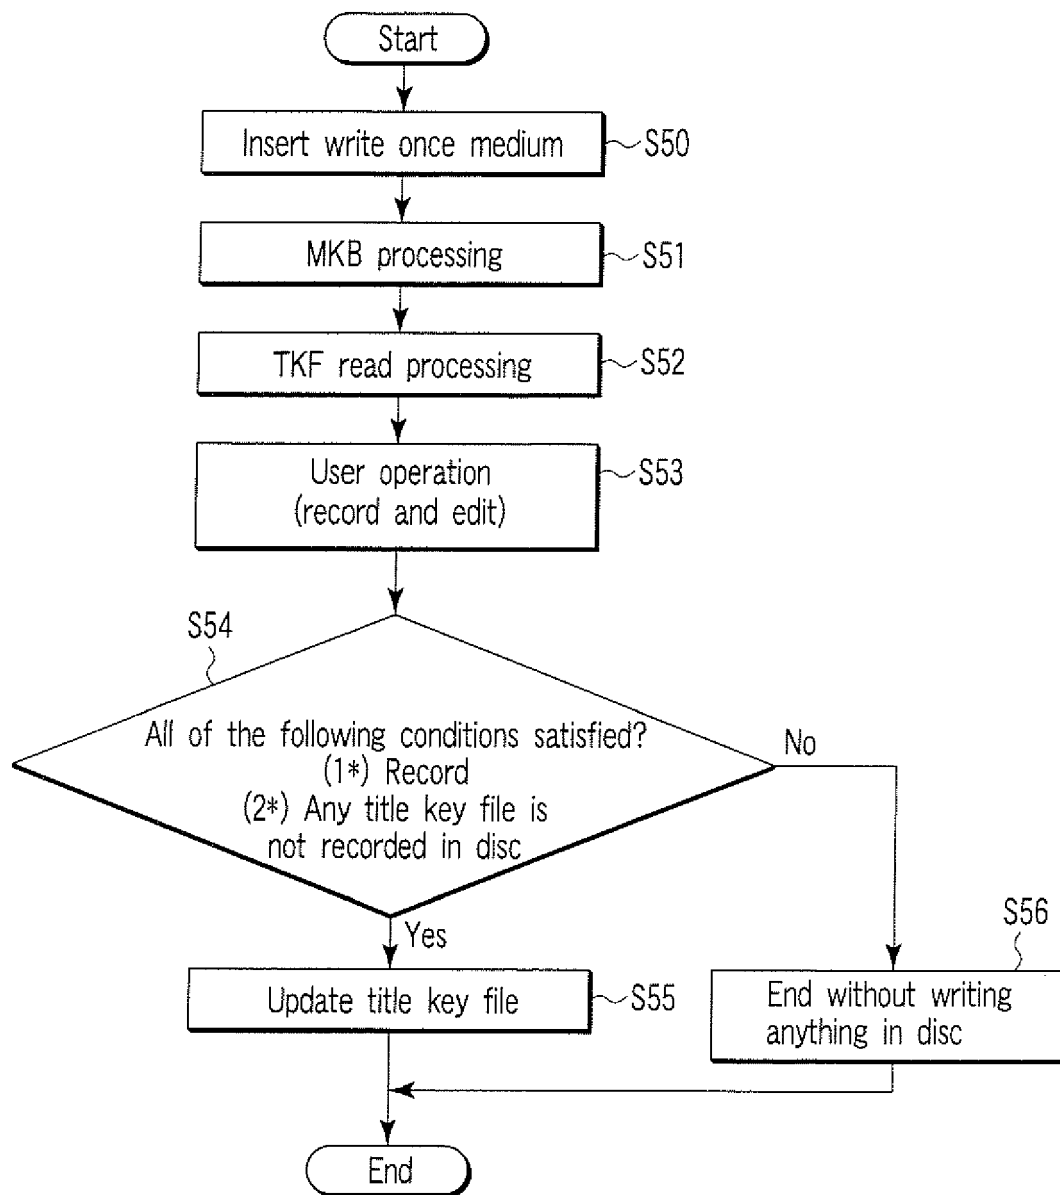 Start
Insert write once medium
S50
MKB processing
S51
TKF read processing
S52
User operation
(record and edit)
S53
S54
All of the following conditions satisfied?
(1*) Record
(2*) Any title key file is
not recorded in disc
No
Yes
S56
Update title key file
S55
End without writing
anything in disc
End